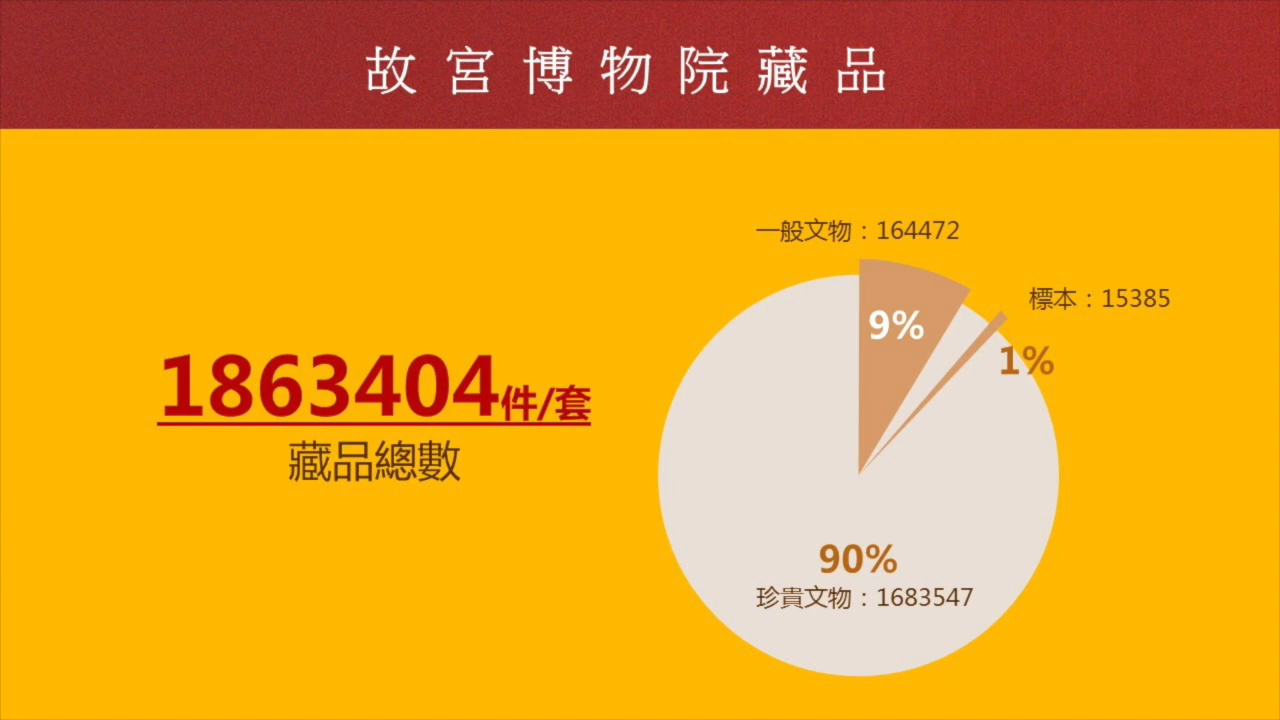 故宮博物院藏品
一般文物：164472
標本：15385
9%
1%
1863404件/套
藏品總數
90%
珍貴文物：1683547